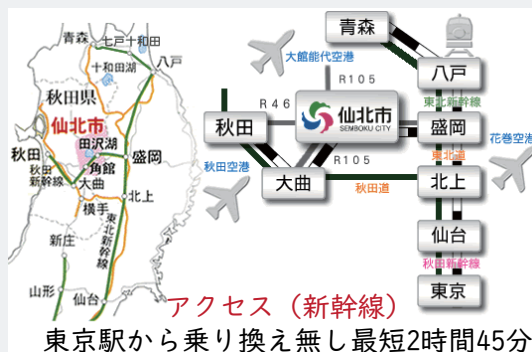 青森
七戸十和田
八戸
十和田湖
秋田県
仙北市
田沢湖
秋田
盛岡
角館
秋田
新幹線
大曲
横手
北上
東北新幹線
新庄
山形
仙台
青森
大館能代空港
R105
八戸
東北新幹線
R46
仙北市
SEMBOKU CITY
秋田
盛岡
花巻空港
東北道
秋田空港
R105
大曲
秋田道
北上
仙台
秋田新幹線
東京
アクセス（新幹線）
東京駅から乗り換え無し最短2時間45分